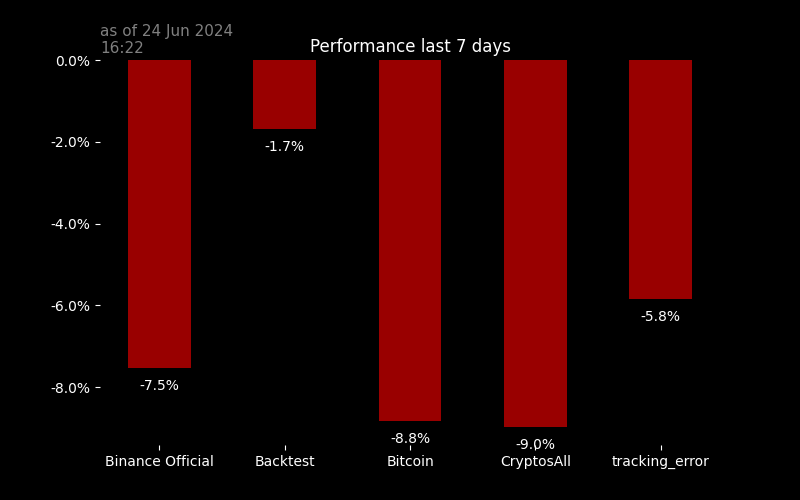 as of 24 Jun 2024
16:22
Performance last 7 days
0.0%
-2.0%
-4.0%
-6.0%
-8.0%
-7.5%
-1.7%
-8.8%
-9.0%
-5.8%
Binance Official
Backtest
Bitcoin
CryptosAll
tracking_error